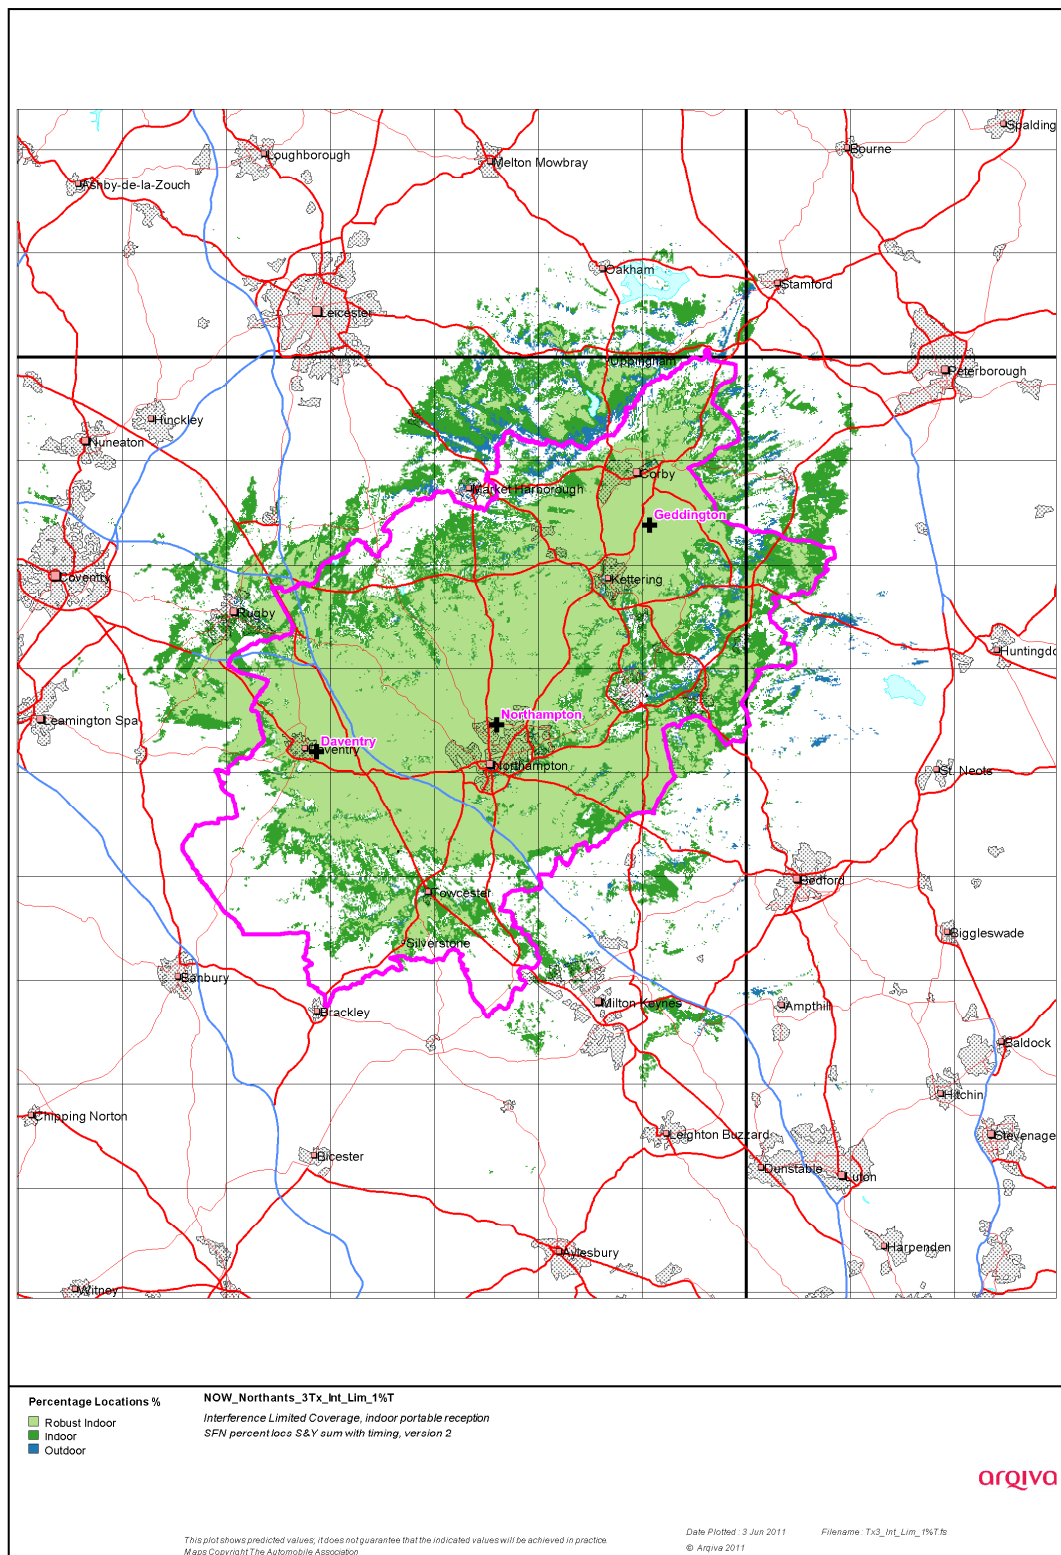 Spalding
Bourne
Loughborough
Melton Mowbray
Ashby-de-la-Zouch
Oakham
Stamford
Leicester
Uppingham
Peterborough
Hinckley
Nuneaton
Corby
Market Harborough
Geddington
Coventry
Kettering
Rugby
Huntingdo
Leamington Spa
Northampton
Daventry
Daventry
Northampton
St. Neots
Bedford
Towcester
Biggleswade
Silverstone
Banbury
Milton Keynes
Ampthill
Brackley
Baldock
Hitchin
Chipping Norton
Leighton Buzzard
Stevenage
Bicester
Dunstable
Luton
Harpenden
Aylesbury
Witney
Percentage Locations %
Robust Indoor
Indoor
Outdoor
NOW_Northants_3Tx_Int_Lim_1%T
Interference Limited Coverage, indoor portable reception
SFN percent locs S&Y sum with timing, version 2
arqiva
This plot shows predicted values; it does not guarantee that the indicated values will be achieved in practice.
Maps Copyright The Automobile Association
Date Plotted : 3 Jun 2011
Filename : Tx3_Int_Lim_1%T.fs
© Arqiva 2011